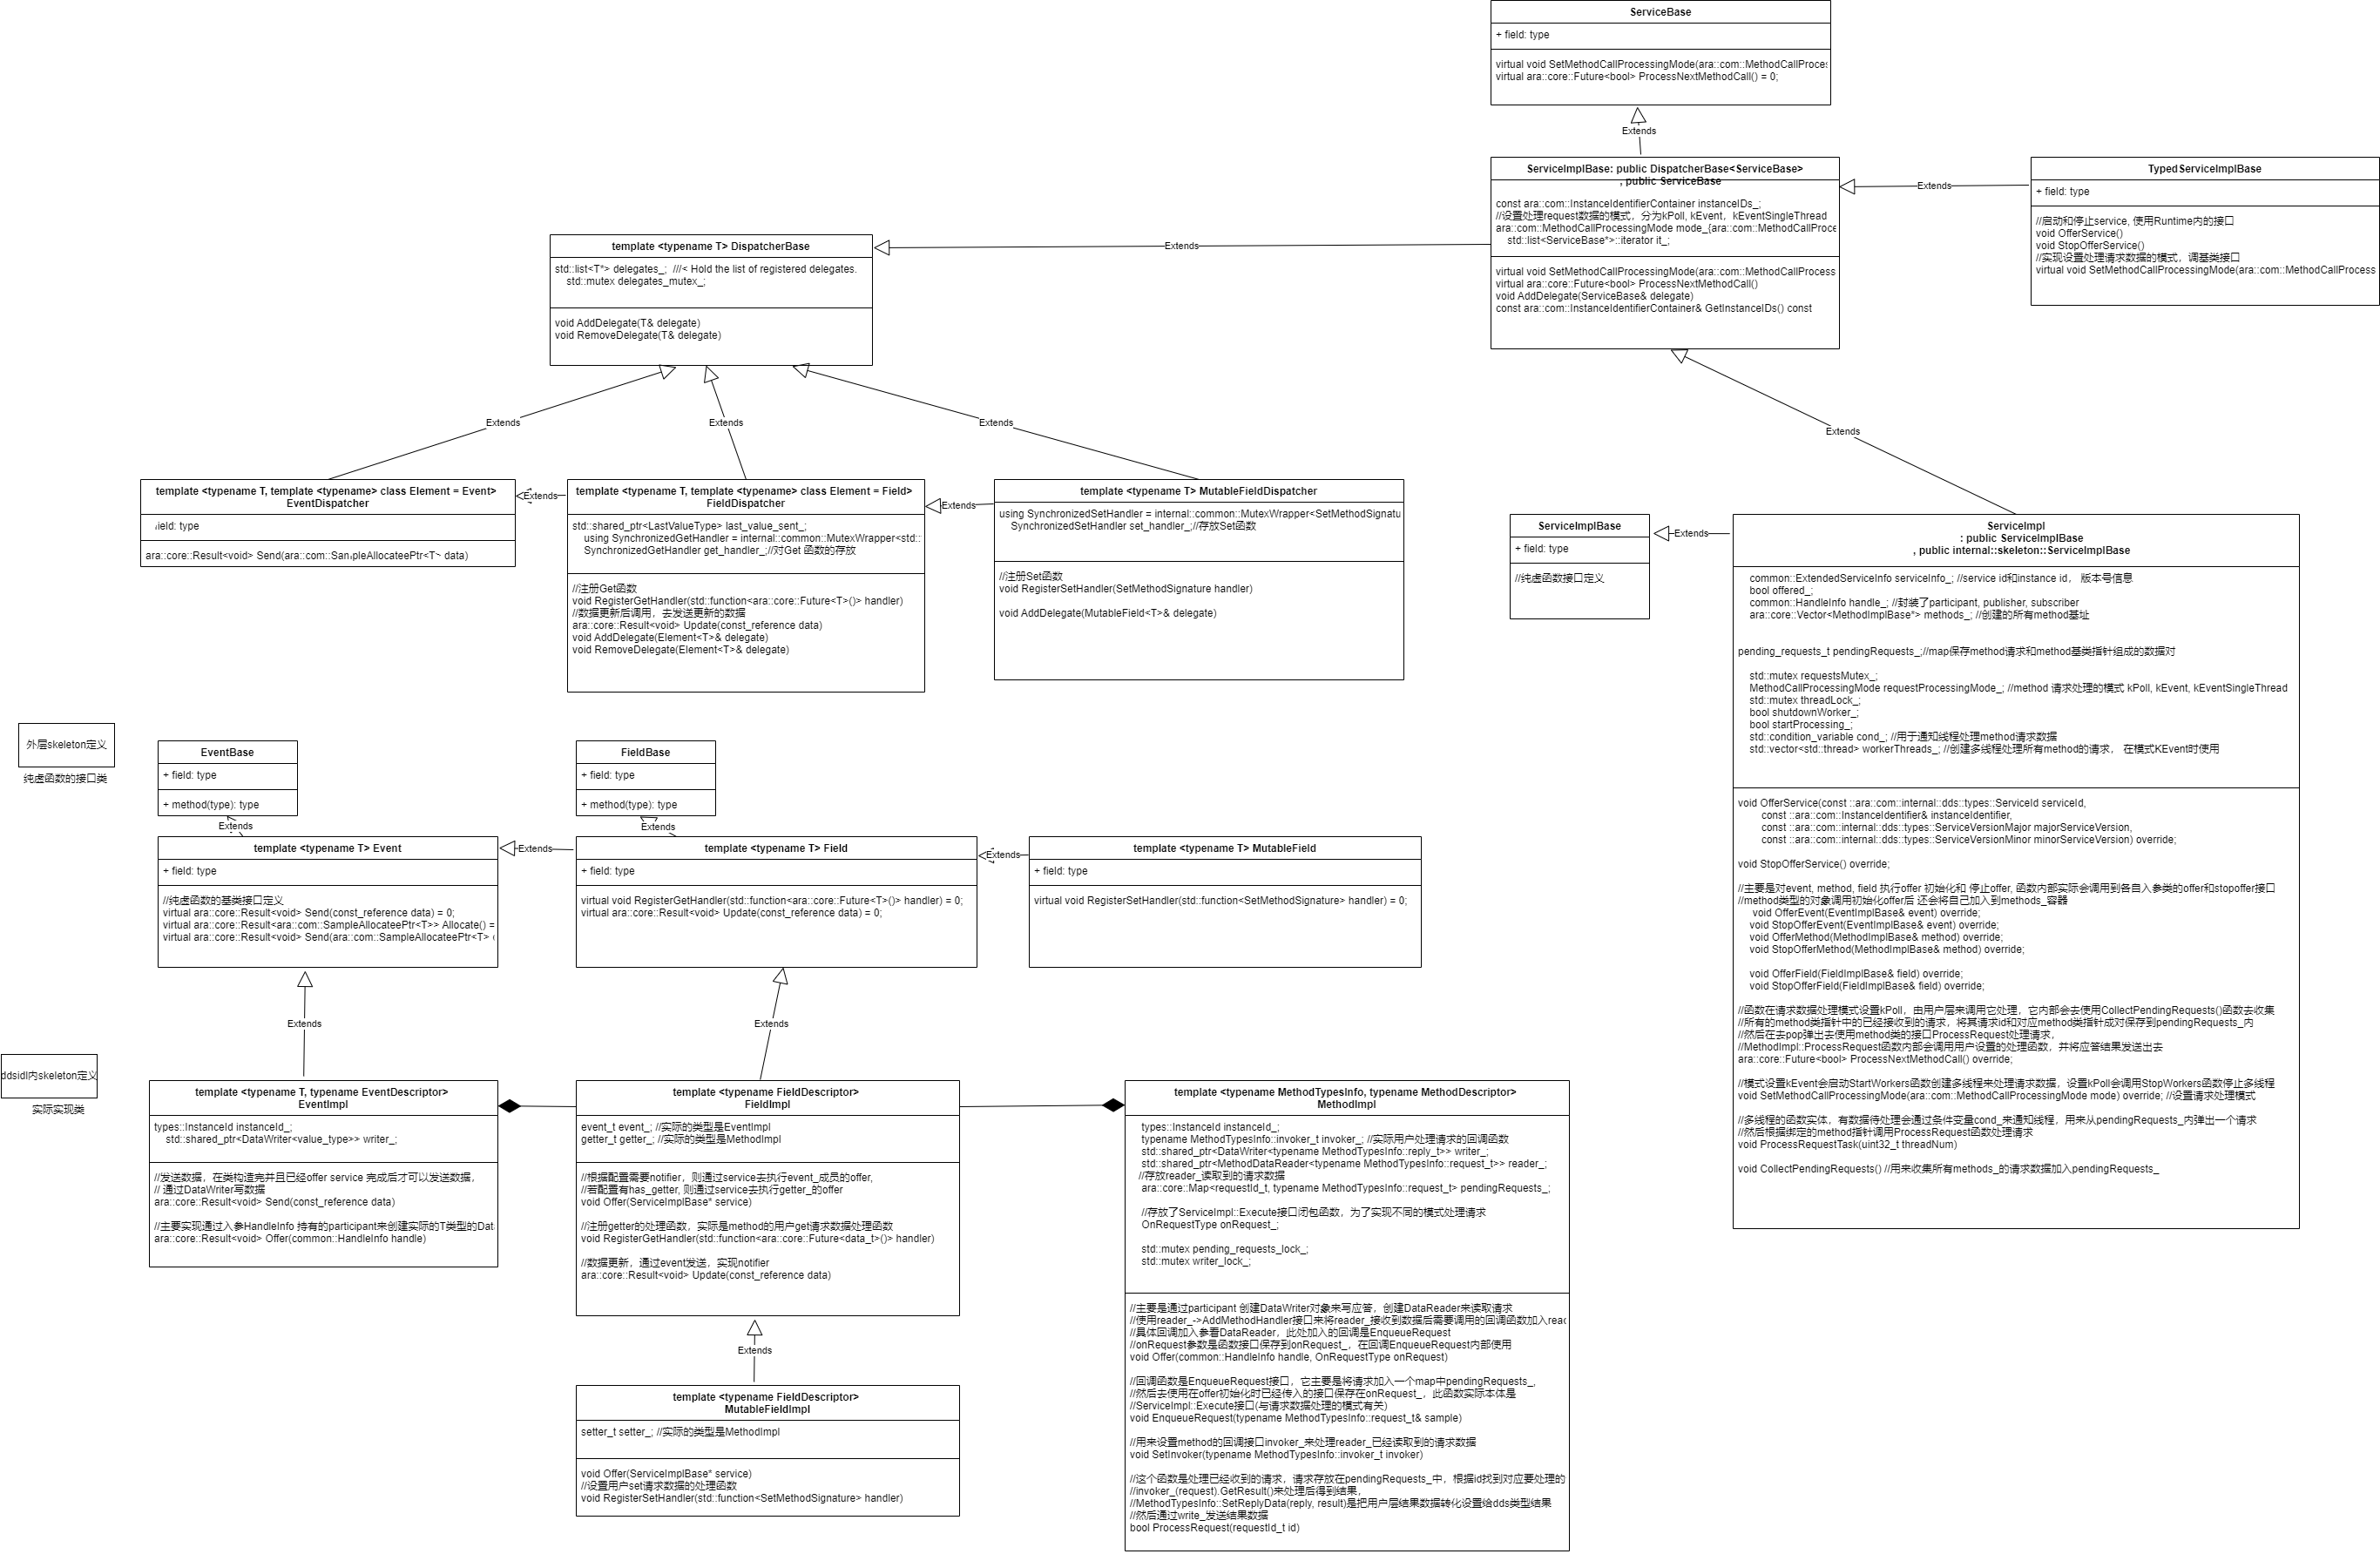 ServiceBase
+ field: type
virtual void SetMethodCallProcessingMode(ara::com::MethodCallProces
virtual ara::core::Future<bool> ProcessNextMethodCall() = 0;
Extends
ServiceImplBase: public DispatcherBase<ServiceBase>
, public ServiceBase
const ara::com::InstanceIdentifierContainer instanceIDs_;
//设置处理request数据的模式，分为kPoll, kEvent，kEventSingleThread
ara::com::MethodCallProcessingMode mode_{ara::com::MethodCallProce
std::list<ServiceBase*>::iterator it_;
virtual void SetMethodCallProcessingMode(ara::com::MethodCallProcess
virtual ara::core::Future<bool> ProcessNextMethodCall()
void AddDelegate(ServiceBase& delegate)
const ara::com::InstanceIdentifierContainer& GetInstanceIDs() const
Extends
TypedServiceImplBase
+ field: type
//启动和停止service, 使用Runtime内的接口
void OfferService()
void StopOfferService()
//实现设置处理请求数据的模式，调基类接口
virtual void SetMethodCallProcessingMode(ara::com::MethodCallProcess
Extends
template <typename T> DispatcherBase
std::list<T*> delegates_;  ///< Hold the list of registered delegates.
std::mutex delegates_mutex_;
void AddDelegate(T& delegate)
void RemoveDelegate(T& delegate)
Extends
Extends
Extends
Extends
template <typename T, template <typename> class Element = Event>
EventDispatcher
field: type
ara::core::Result<void> Send(ara::com::SampleAllocateePtr<T> data)
Extends
template <typename T, template <typename> class Element = Field>
FieldDispatcher
std::shared_ptr<LastValueType> last_value_sent_;
using SynchronizedGetHandler = internal::common::MutexWrapper<std::
SynchronizedGetHandler get_handler_;//对Get 函数的存放
//注册Get函数
void RegisterGetHandler(std::function<ara::core::Future<T>()> handler)
//数据更新后调用，去发送更新的数据
ara::core::Result<void> Update(const_reference data)
void AddDelegate(Element<T>& delegate)
void RemoveDelegate(Element<T>& delegate)
Extends
template <typename T> MutableFieldDispatcher
using SynchronizedSetHandler = internal::common::MutexWrapper<SetMethodSignatu
SynchronizedSetHandler set_handler_;//存放Set函数
//注册Set函数
void RegisterSetHandler(SetMethodSignature handler)
void AddDelegate(MutableField<T>& delegate)
ServiceImplBase
+ field: type
//纯虚函数接口定义
Extends
ServiceImpl
: public ServiceImplBase
, public internal::skeleton::ServiceImplBase
common::ExtendedServiceInfo serviceInfo_; //service id和instance id， 版本号信息
bool offered_;
common::HandleInfo handle_; //封装了participant, publisher, subscriber
ara::core::Vector<MethodImplBase*> methods_; //创建的所有method基址
pending_requests_t pendingRequests_;//map保存method请求和method基类指针组成的数据对
std::mutex requestsMutex_;
MethodCallProcessingMode requestProcessingMode_; //method 请求处理的模式 kPoll, kEvent, kEventSingleThread
std::mutex threadLock_;
bool shutdownWorker_;
bool startProcessing_;
std::condition_variable cond_; //用于通知线程处理method请求数据
std::vector<std::thread> workerThreads_; //创建多线程处理所有method的请求， 在模式KEvent时使用
void OfferService(const ::ara::com::internal::dds::types::ServiceId serviceId,
const ::ara::com::InstanceIdentifier& instanceIdentifier,
const ::ara::com::internal::dds::types::ServiceVersionMajor majorServiceVersion,
const ::ara::com::internal::dds::types::ServiceVersionMinor minorServiceVersion) override;
void StopOfferService() override;
//主要是对event, method, field 执行offer 初始化和 停止offer, 函数内部实际会调用到各自入参类的offer和stopoffer接口
//method类型的对象调用初始化offer后 还会将自己加入到methods_容器
void OfferEvent(EventImplBase& event) override;
void StopOfferEvent(EventImplBase& event) override;
void OfferMethod(MethodImplBase& method) override;
void StopOfferMethod(MethodImplBase& method) override;
void OfferField(FieldImplBase& field) override;
void StopOfferField(FieldImplBase& field) override;
//函数在请求数据处理模式设置kPoll，由用户层来调用它处理，它内部会去使用CollectPendingRequests()函数去收集
//所有的method类指针中的已经接收到的请求，将其请求id和对应method类指针成对保存到pendingRequests_内
//然后在去pop弹出去使用method类的接口ProcessRequest处理请求，
//MethodImpl::ProcessRequest函数内部会调用用户设置的处理函数，并将应答结果发送出去
ara::core::Future<bool> ProcessNextMethodCall() override;
//模式设置kEvent会启动StartWorkers函数创建多线程来处理请求数据，设置kPoll会调用StopWorkers函数停止多线程
void SetMethodCallProcessingMode(ara::com::MethodCallProcessingMode mode) override; //设置请求处理模式
//多线程的函数实体，有数据待处理会通过条件变量cond_来通知线程，用来从pendingRequests_内弹出一个请求
//然后根据绑定的method指针调用ProcessRequest函数处理请求
void ProcessRequestTask(uint32_t threadNum)
void CollectPendingRequests() //用来收集所有methods_的请求数据加入pendingRequests_
Extends
外层skeleton定义
纯虚函数的接口类
EventBase
+ field: type
+ method(type): type
Extends
FieldBase
+ field: type
+ method(type): type
Extends
template <typename T> Event
+ field: type
//纯虚函数的基类接口定义
virtual ara::core::Result<void> Send(const_reference data) = 0;
virtual ara::core::Result<ara::com::SampleAllocateePtr<T>> Allocate() =
virtual ara::core::Result<void> Send(ara::com::SampleAllocateePtr<T>
Extends
template <typename T> Field
+ field: type
virtual void RegisterGetHandler(std::function<ara::core::Future<T>()> handler) = 0;
virtual ara::core::Result<void> Update(const_reference data) = 0;
Extends
template <typename T> MutableField
+ field: type
virtual void RegisterSetHandler(std::function<SetMethodSignature> handler) = 0;
Extends
Extends
ddsidl内skeleton定义
实际实现类
template <typename T, typename EventDescriptor>
EventImpl
types::InstanceId instanceId_;
std::shared_ptr<DataWriter<value_type>> writer_;
//发送数据，在类构造完并且已经offer service 完成后才可以发送数据，
// 通过DataWriter写数据
ara::core::Result<void> Send(const_reference data)
//主要实现通过入参HandleInfo 持有的participant来创建实际的T类型的Dat
ara::core::Result<void> Offer(common::HandleInfo handle)
template <typename FieldDescriptor>
FieldImpl
event_t event_; //实际的类型是EventImpl
getter_t getter_; //实际的类型是MethodImpl
//根据配置需要notifier，则通过service去执行event_成员的offer,
//若配置有has_getter, 则通过service去执行getter_的offer
void Offer(ServiceImplBase* service)
//注册getter的处理函数，实际是method的用户get请求数据处理函数
void RegisterGetHandler(std::function<ara::core::Future<data_t>()> handler)
//数据更新，通过event发送，实现notifier
ara::core::Result<void> Update(const_reference data)
Extends
template <typename FieldDescriptor>
MutableFieldImpl
setter_t setter_; //实际的类型是MethodImpl
void Offer(ServiceImplBase* service)
//设置用户set请求数据的处理函数
void RegisterSetHandler(std::function<SetMethodSignature> handler)
template <typename MethodTypesInfo, typename MethodDescriptor>
MethodImpl
types::InstanceId instanceId_;
typename MethodTypesInfo::invoker_t invoker_; //实际用户处理请求的回调函数
std::shared_ptr<DataWriter<typename MethodTypesInfo::reply_t>> writer_;
std::shared_ptr<MethodDataReader<typename MethodTypesInfo::request_t>> reader_;
//存放reader_读取到的请求数据
ara::core::Map<requestId_t, typename MethodTypesInfo::request_t> pendingRequests_;
//存放了ServiceImpl::Execute接口闭包函数，为了实现不同的模式处理请求
OnRequestType onRequest_;
std::mutex pending_requests_lock_;
std::mutex writer_lock_;
//主要是通过participant 创建DataWriter对象来写应答，创建DataReader来读取请求
//使用reader_->AddMethodHandler接口来将reader_接收到数据后需要调用的回调函数加入read
//具体回调加入参看DataReader，此处加入的回调是EnqueueRequest
//onRequest参数是函数接口保存到onRequest_，在回调EnqueueRequest内部使用
void Offer(common::HandleInfo handle, OnRequestType onRequest)
//回调函数是EnqueueRequest接口，它主要是将请求加入一个map中pendingRequests_,
//然后去使用在offer初始化时已经传入的接口保存在onRequest_，此函数实际本体是
//ServiceImpl::Execute接口(与请求数据处理的模式有关)
void EnqueueRequest(typename MethodTypesInfo::request_t& sample)
//用来设置method的回调接口invoker_来处理reader_已经读取到的请求数据
void SetInvoker(typename MethodTypesInfo::invoker_t invoker)
//这个函数是处理已经收到的请求，请求存放在pendingRequests_中，根据id找到对应要处理的
//invoker_(request).GetResult()来处理后得到结果，
//MethodTypesInfo::SetReplyData(reply, result)是把用户层结果数据转化设置给dds类型结果
//然后通过write_发送结果数据
bool ProcessRequest(requestId_t id)